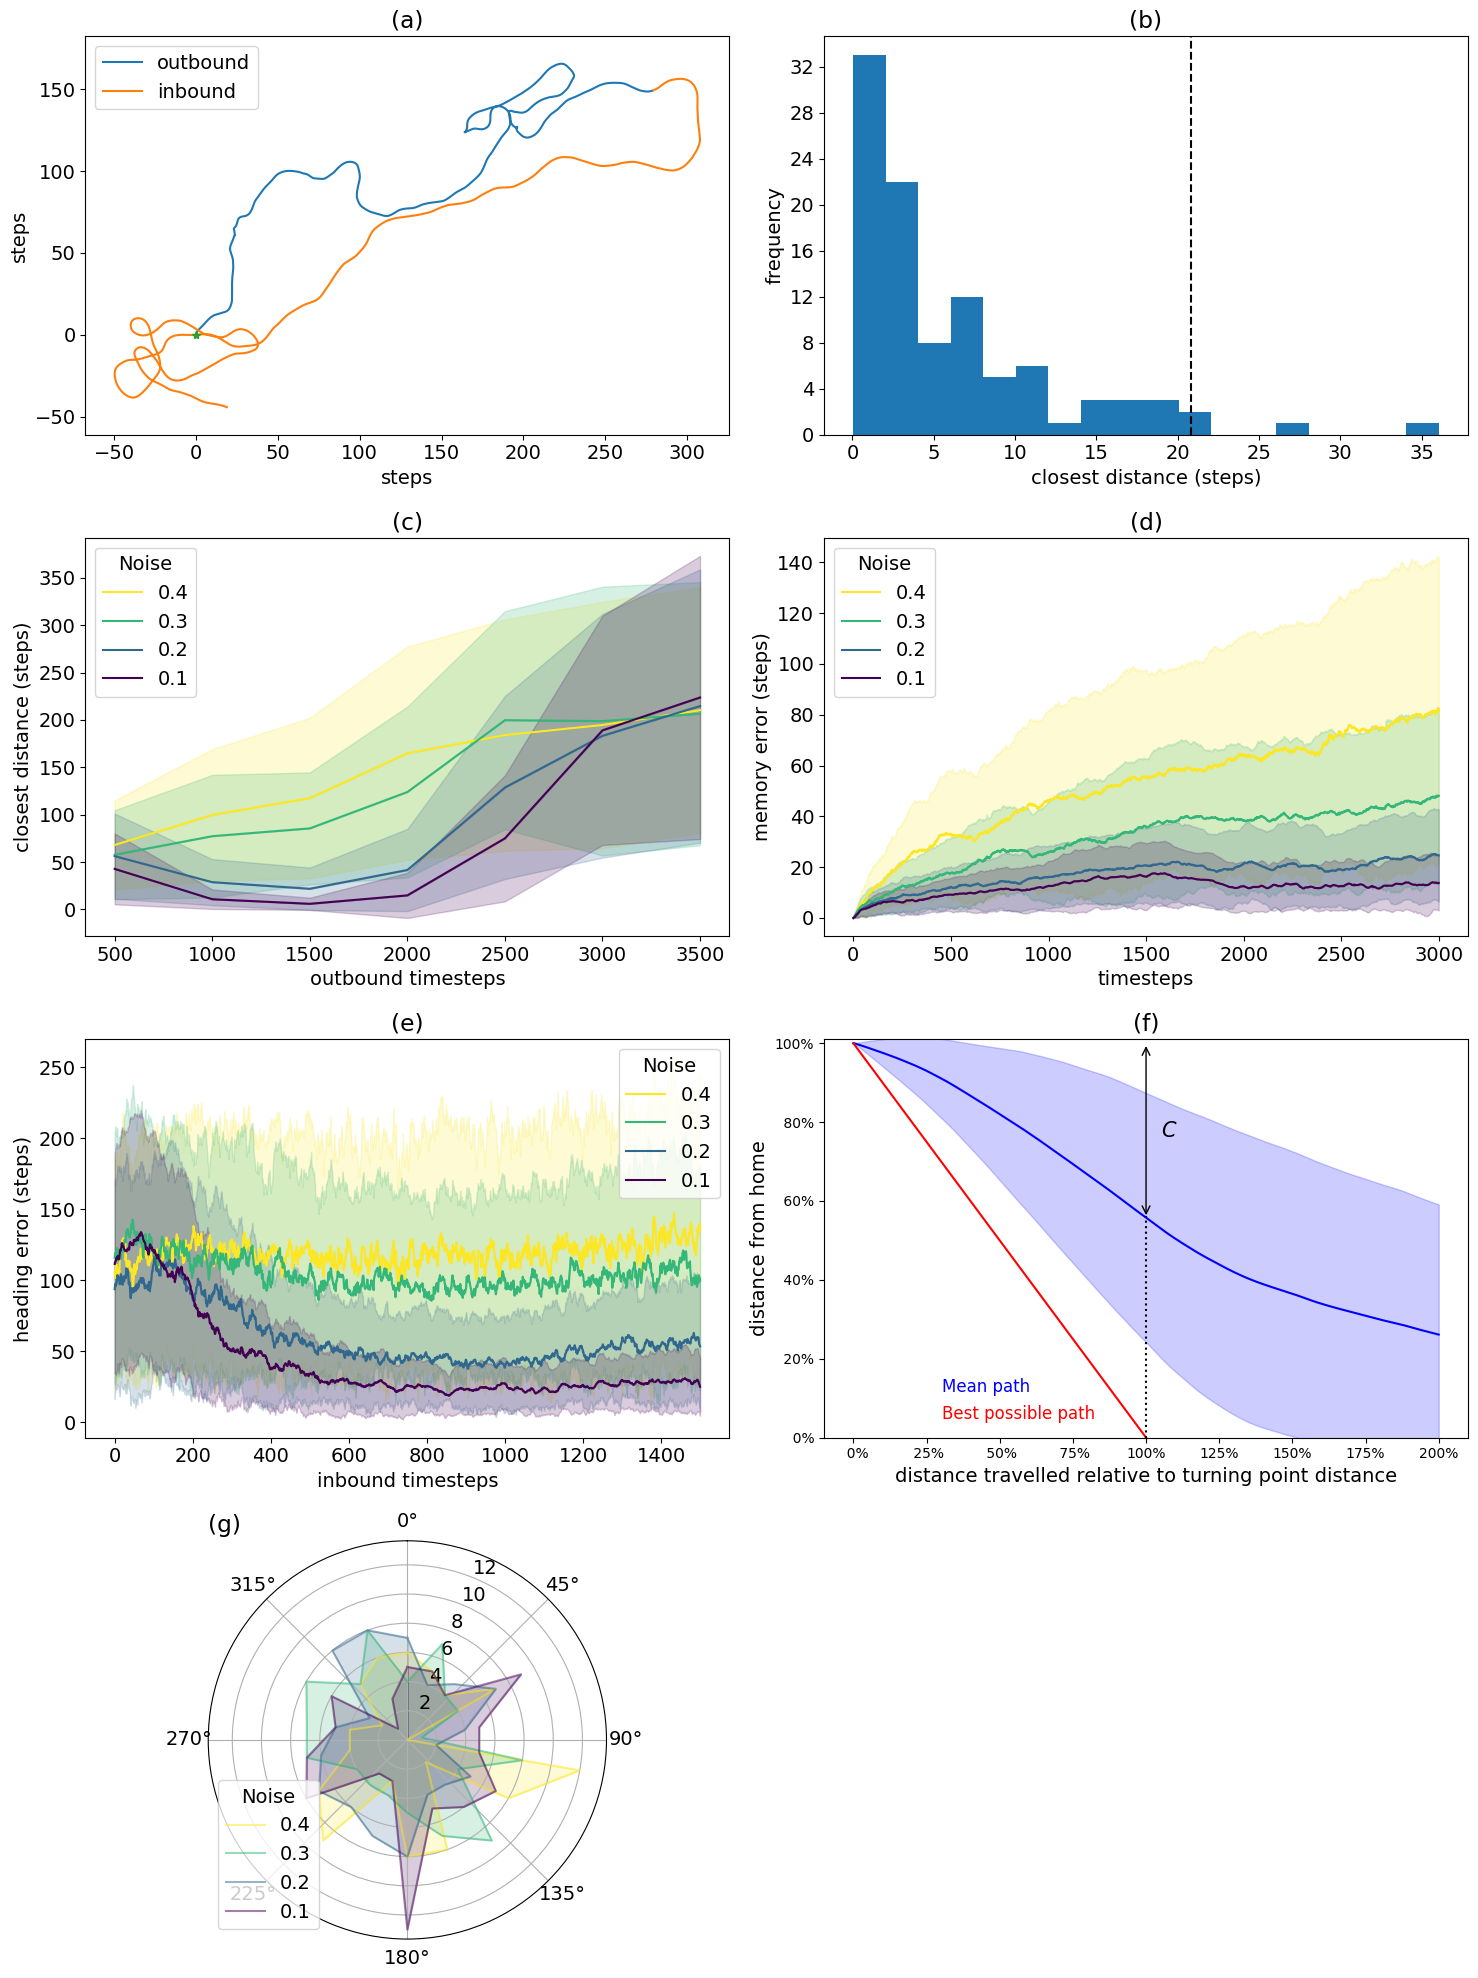 (a)
outbound
inbound
150
100
50
0
−50
steps
−50 0 50 100 150 200 250 300
steps
(b)
32
28
24
20
16
12
8
4
0
frequency
0 5 10 15 20 25 30 35
closest distance (steps)
(c)
Noise
0.4
0.3
0.2
0.1
350
300
250
200
150
100
50
0
closest distance (steps)
500 1000 1500 2000 2500 3000 3500
outbound timesteps
(d)
Noise
0.4
0.3
0.2
0.1
140
120
100
80
60
40
20
0
memory error (steps)
0 500 1000 1500 2000 2500 3000
timesteps
(e)
Noise
0.4
0.3
0.2
0.1
250
200
150
100
50
0
heading error (steps)
0 200 400 600 800 1000 1200 1400
inbound timesteps
(f)
100%
80%
60%
40%
20%
0%
distance from home
C
Mean path
Best possible path
0% 25% 50% 75% 100% 125% 150% 175% 200%
distance travelled relative to turning point distance
(g)
0°
315°
45°
12
10
8
6
4
2
270°
90°
Noise
0.4
0.3
0.2
0.1
225°
135°
180°